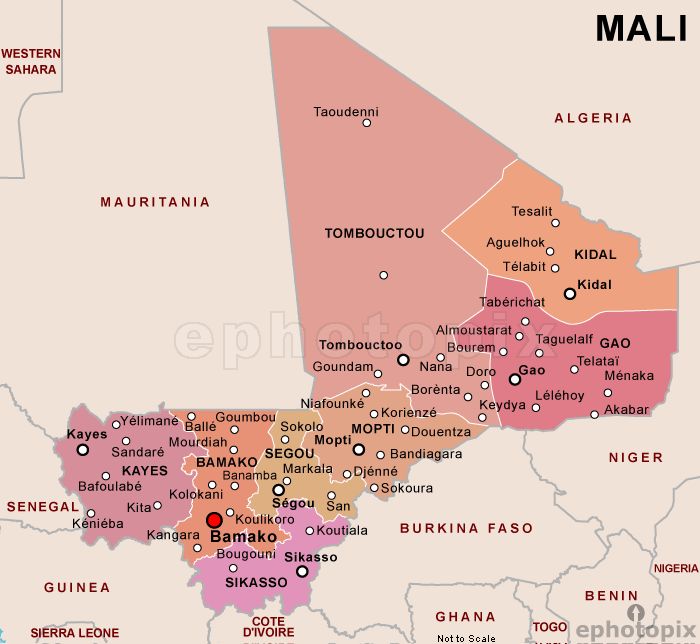 MALI
WESTERN
SAHARA
Taoudenni
ALGERIA
MAURITANIA
Tesalit
TOMBOUCTOU
Aguelhok
KIDAL
Télabit
Kidal
Tabérichat
ephotopix
Almoustarat
Taguelalf
GAO
Tombouctoo
Bourem
Nana
Telataï
Goundam
Doro
Gao
Ménaka
Borènta
Léléhoy
Niafounké
Korienzé
Keydya
Akabar
Yélimané
Ballé
Goumbou
Kayes
Mourdiah
Sokolo
MOPTI
Douentza
Sandaré
SEGOU
Mopti
Bandiagara
KAYES
BAMAKO
Markala
Djénné
NIGER
Bafoulabé
Banamba
Kolokani
Sokoura
Ségou
San
SENEGAL
Kita
Kéniéba
Koulikoro
BURKINA FASO
Kangara
Bamako
Koutiala
Bougouni
Sikasso
NIGERIA
SIKASSO
GUINEA
BENIN
COTE
D'IVOIRE
GHANA
TOGO
SIERRA LEONE
Not to Scale
ephotopix